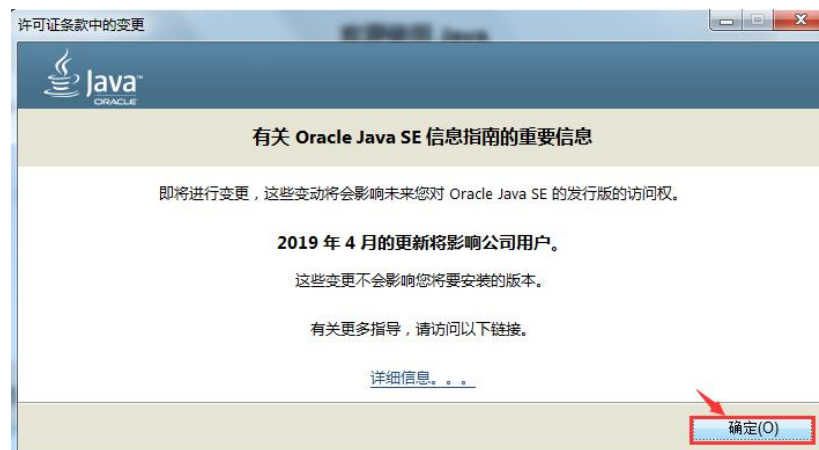 许可证条款中的变更
欢迎使用 Java
Java™
ORACLE
有关 Oracle Java SE 信息指南的重要信息
即将进行变更，这些变动将会影响未来您对 Oracle Java SE 的发行版的访问权。
2019 年 4 月的更新将影响公司用户。
这些变更不会影响您将要安装的版本。
有关更多指导，请访问以下链接。
详细信息。。。
确定(O)